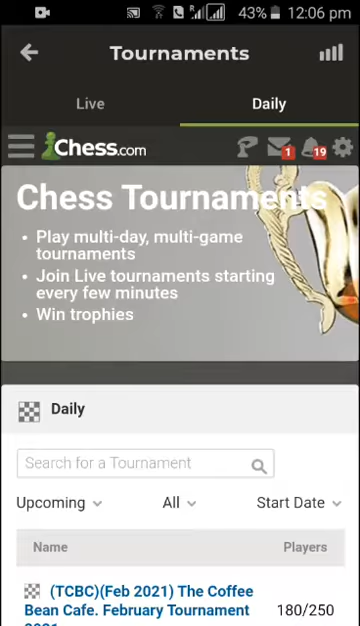 R 43% 12:06 pm
Tournaments
Live Daily
Chess.com 1 19
Chess Tournaments
• Play multi-day, multi-game
tournaments
• Join Live tournaments starting
every few minutes
• Win trophies
Daily
Search for a Tournament
Upcoming All Start Date
Name Players
(TCBC)(Feb 2021) The Coffee
Bean Cafe. February Tournament 180/250
2021